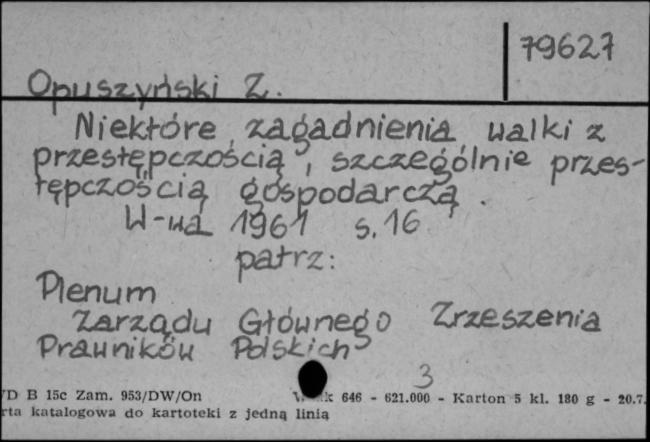 79627
Opuszyński Z.
Niektóre zagadnienia walki z
przestępczością, szczególnie przes-
tępczością gospodarczą.
W-wa 1961 s. 16
patrz:
Plenum
Zarządu Głównego Zrzeszenia
Prawników Polskich
3
D B 15c Zam. 953/DW/On 646 - 621.000 - Karton 5 kl. 180 g - 20.7.
rta katalogowa do kartoteki z jedną linią